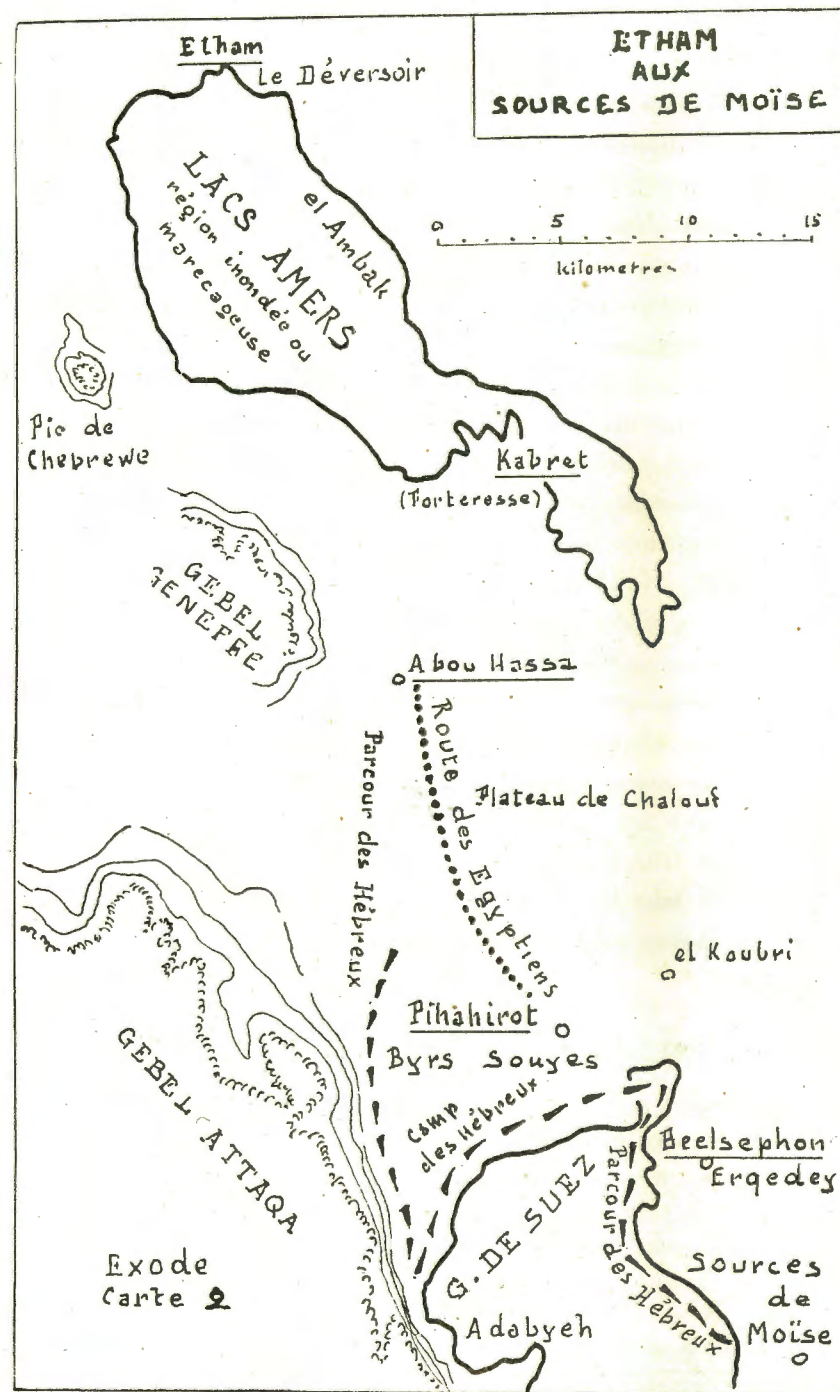 ETHAM
AUX
SOURCES DE MOÏSE
Etham
Le Déversoir
LACS AMERS
région inondée ou
marecageuse
el Ambak
0 5 10 15
kilometres
Pic de
Chebrewe
Kabret
(Forteresse)
GEBEL
GENEFFE
Abou Hassa
Route des Egyptiens
Parcour des Hébreux
Plateau de Chalouf
el Koubri
Pihahirot
Byrs Souyes
Camp
des Hébreux
GEBEL ATTAQA
Beelsephon
Erqedey
G. DE SUEZ
Parcour des Hébreux
Sources
de
Moïse
Exode
Carte 2
Adabyeh